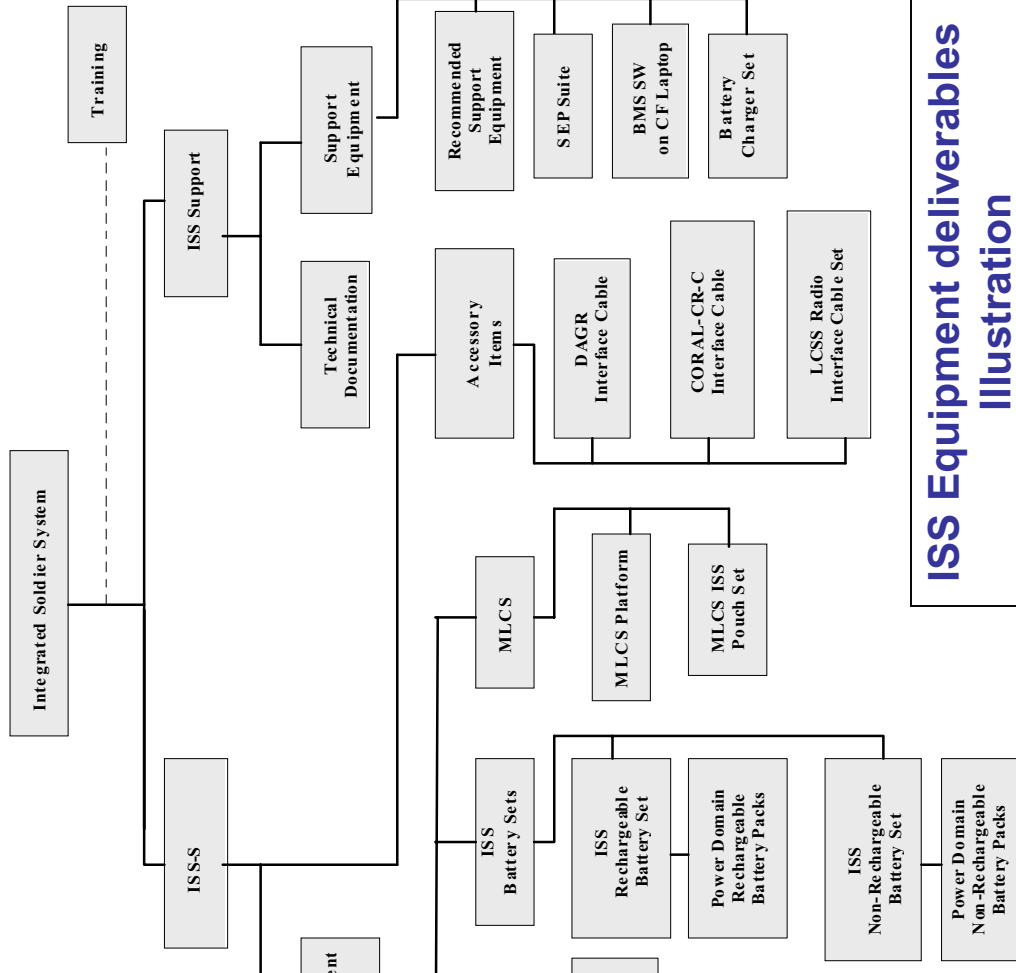 Integrated Soldier System
Training
ISS-S
ISS Support
Technical
Documentation
Support
Equipment
Accessory
Items
DAGR
Interface Cable
CORAL-CR-C
Interface Cable
LCSS Radio
Interface Cable Set
Recommended
Support
Equipment
SEP Suite
BMS SW
on CF Laptop
Battery
Charger Set
ISS
Battery Sets
ISS
Rechargeable
Battery Set
Power Domain
Rechargeable
Battery Packs
ISS
Non-Rechargeable
Battery Set
Power Domain
Non-Rechargeable
Battery Packs
MLCS
MLCS Platform
MLCS ISS
Pouch Set
ent
ISS Equipment deliverables
Illustration